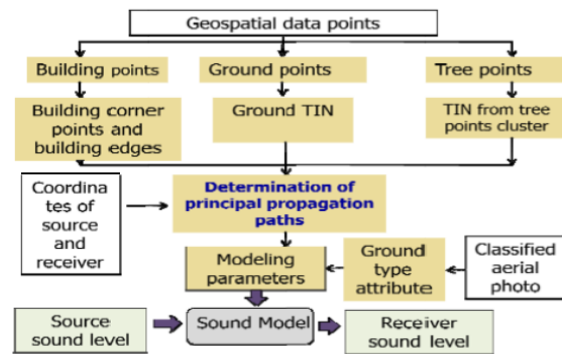 Geospatial data points
Building points
Ground points
Tree points
Building corner
points and
building edges
Ground TIN
TIN from tree
points cluster
Coordina
tes of
source and
receiver
Determination of
principal propagation
paths
Modeling
parameters
Ground
type
attribute
Classified
aerial
photo
Source
sound level
Sound Model
Receiver
sound level